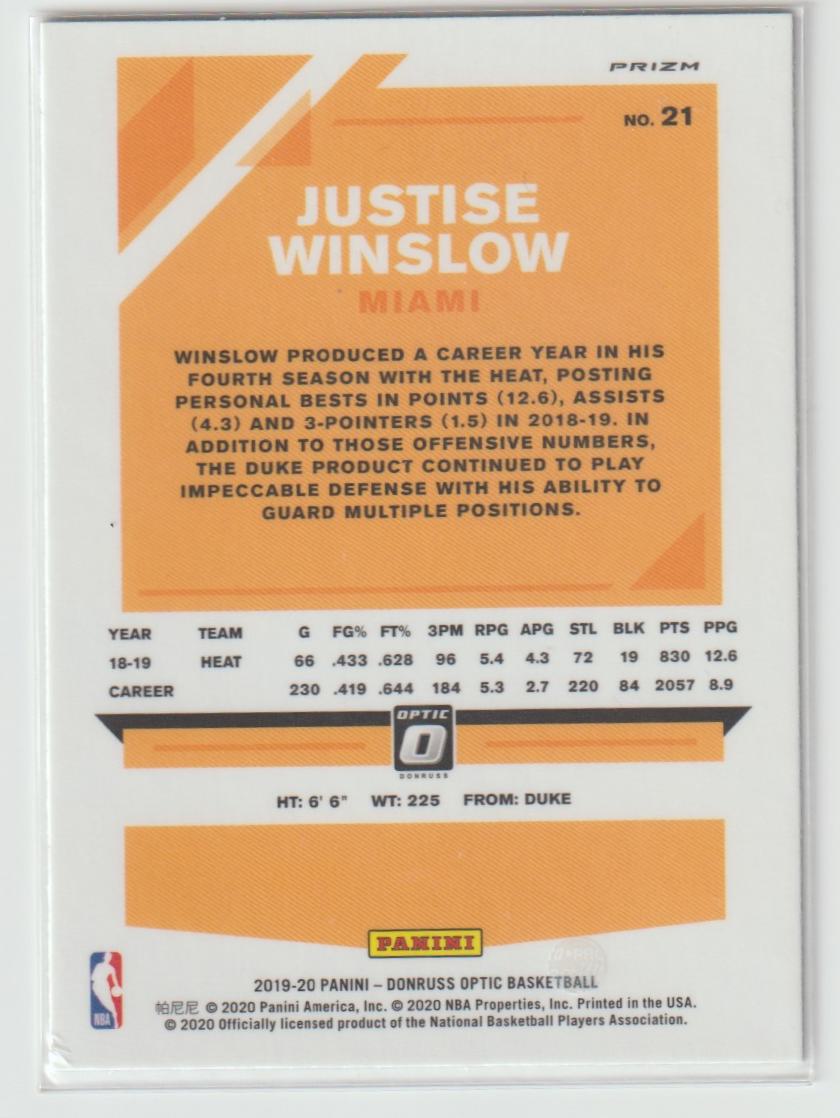 PRIZM
NO. 21
JUSTISE
WINSLOW
MIAMI
WINSLOW PRODUCED A CAREER YEAR IN HIS
FOURTH SEASON WITH THE HEAT, POSTING
PERSONAL BESTS IN POINTS (12.6), ASSISTS
(4.3) AND 3-POINTERS (1.5) IN 2018-19. IN
ADDITION TO THOSE OFFENSIVE NUMBERS,
THE DUKE PRODUCT CONTINUED TO PLAY
IMPECCABLE DEFENSE WITH HIS ABILITY TO
GUARD MULTIPLE POSITIONS.
YEAR TEAM G FG% FT% 3PM RPG APG STL BLK PTS PPG
18-19 HEAT 66 .433 .628 96 5.4 4.3 72 19 830 12.6
CAREER 230 .419 .644 184 5.3 2.7 220 84 2057 8.9
OPTIC
O
DONRUSS
HT: 6' 6" WT: 225 FROM: DUKE
PANINI
NBA
2019-20 PANINI – DONRUSS OPTIC BASKETBALL
帕尼尼 © 2020 Panini America, Inc. © 2020 NBA Properties, Inc. Printed in the USA.
© 2020 Officially licensed product of the National Basketball Players Association.